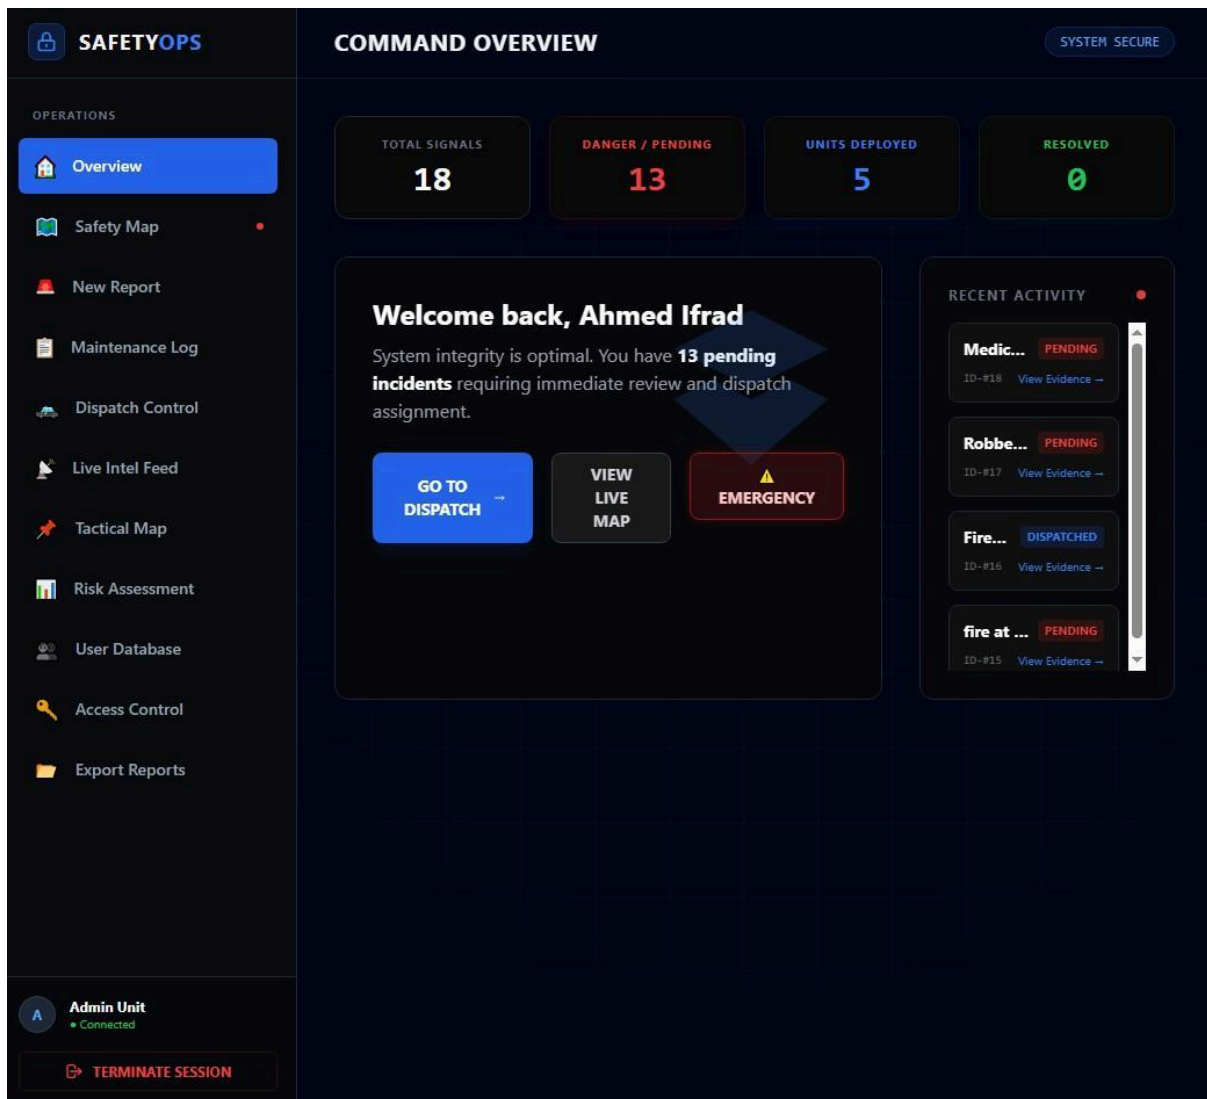 SAFETYOPS
OPERATIONS
Overview
Safety Map
New Report
Maintenance Log
Dispatch Control
Live Intel Feed
Tactical Map
Risk Assessment
User Database
Access Control
Export Reports
A
Admin Unit
Connected
TERMINATE SESSION
COMMAND OVERVIEW
SYSTEM SECURE
TOTAL SIGNALS
18
DANGER / PENDING
13
UNITS DEPLOYED
5
RESOLVED
0
Welcome back, Ahmed Ifrad
System integrity is optimal. You have 13 pending
incidents requiring immediate review and dispatch
assignment.
GO TO
DISPATCH →
VIEW
LIVE
MAP
⚠
EMERGENCY
RECENT ACTIVITY
Medic... PENDING
ID-#18 View Evidence →
Robbe... PENDING
ID-#17 View Evidence →
Fire... DISPATCHED
ID-#16 View Evidence →
fire at ... PENDING
ID-#15 View Evidence →